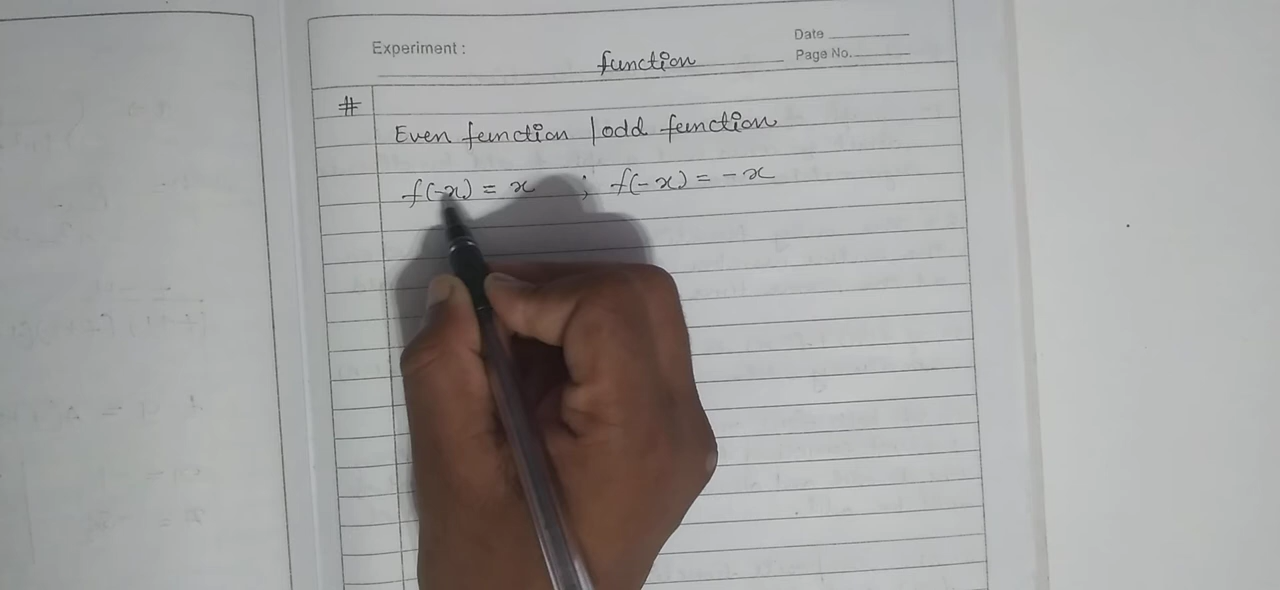 Experiment :
Date
function
Page No.
#
Even function | odd function
f(-x) = x ; f(-x) = -x